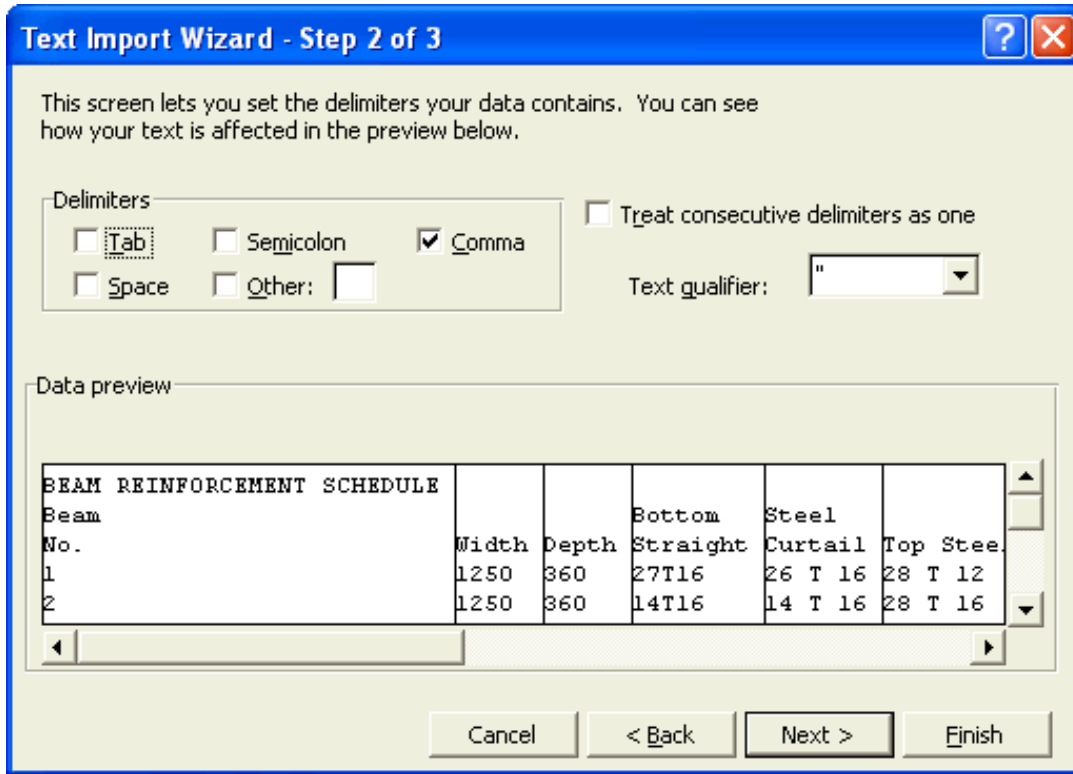 Text Import Wizard - Step 2 of 3
This screen lets you set the delimiters your data contains. You can see
how your text is affected in the preview below.
Delimiters
Tab Semicolon Comma
Space Other:
Treat consecutive delimiters as one
Text qualifier: "
Data preview
BEAM REINFORCEMENT SCHEDULE
Beam Bottom Steel
No. Width Depth Straight Curtail Top Steel
1 1250 360 27T16 26 T 16 28 T 12
2 1250 360 14T16 14 T 16 28 T 16
Cancel < Back Next > Finish